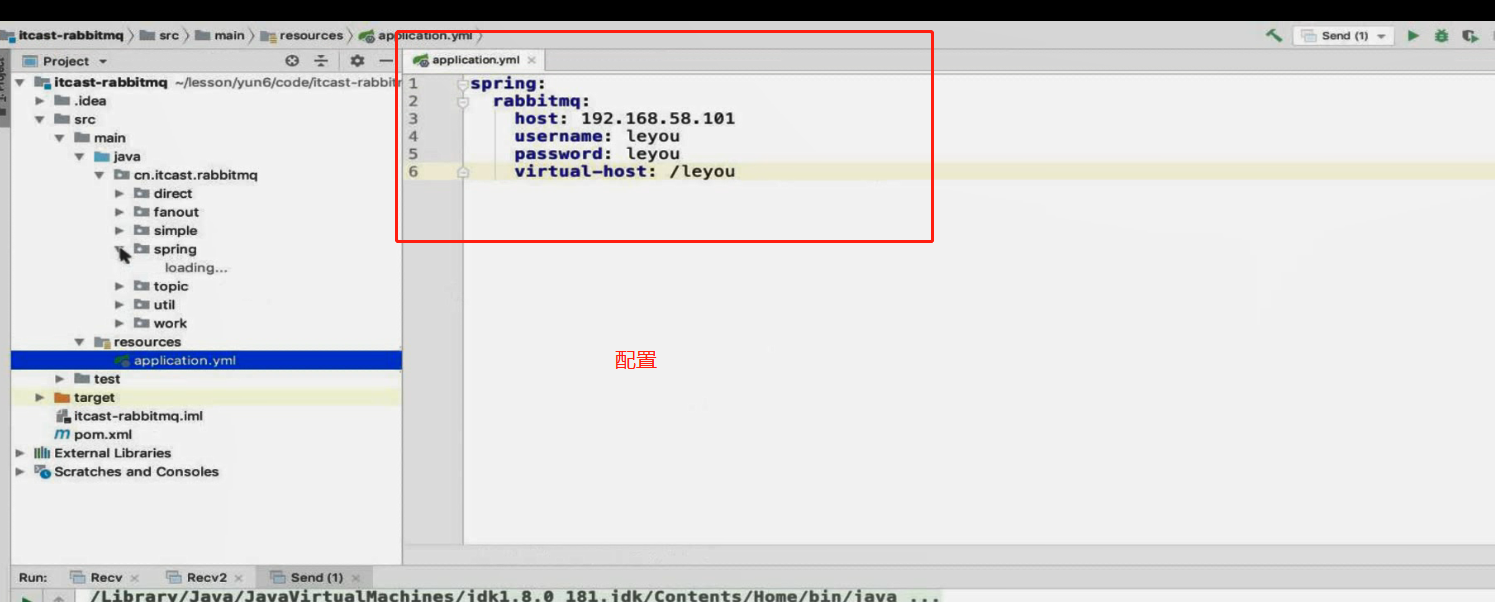 itcast-rabbitmq src main resources application.yml
Send (1)
Project
application.yml
itcast-rabbitmq ~/lesson/yun6/code/itcast-rabbit
.idea
src
main
java
cn.itcast.rabbitmq
direct
fanout
simple
spring
loading...
topic
util
work
resources
application.yml
test
target
itcast-rabbitmq.iml
pom.xml
External Libraries
Scratches and Consoles
1 spring:
2 rabbitmq:
3 host: 192.168.58.101
4 username: leyou
5 password: leyou
6 virtual-host: /leyou
配置
Run: Recv Recv2 Send (1)
/Library/Java/JavaVirtualMachines/jdk1.8.0_181.jdk/Contents/Home/bin/java ...